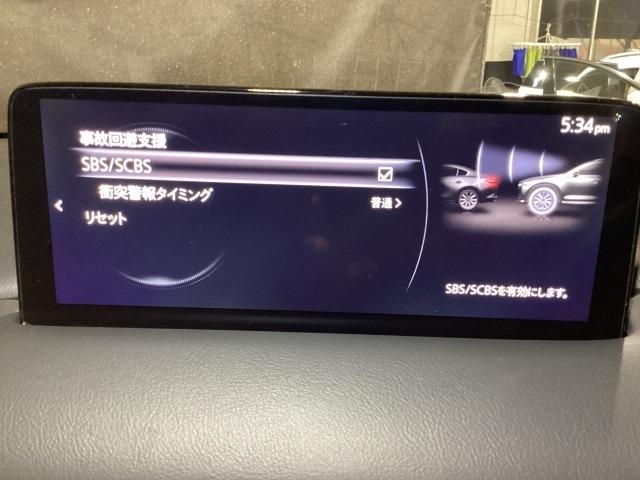 5:34pm
事故回避支援
SBS/SCBS
衝突警報タイミング
普通
リセット
SBS/SCBSを有効にします。